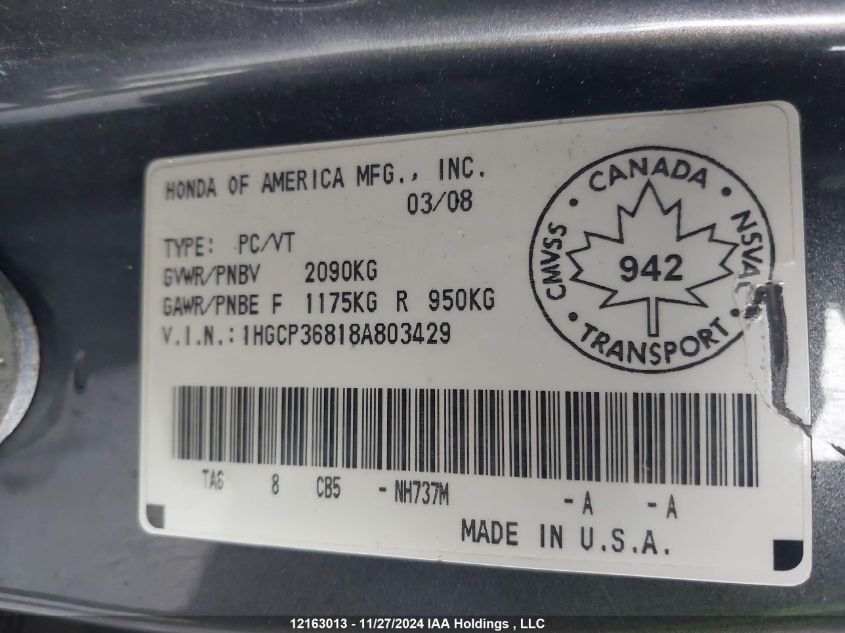 HONDA OF AMERICA MFG., INC.
03/08
TYPE: PC/VT
GVWR/PNBV 2090KG
GAWR/PNBE F 1175KG R 950KG
V.I.N.: 1HGCP36818A803429
CANADA
CMVSS
NSVAC
942
TRANSPORT
TA6 8 CB5 - NH737M - A - A
MADE IN U.S.A.
12163013 - 11/27/2024 IAA Holdings , LLC